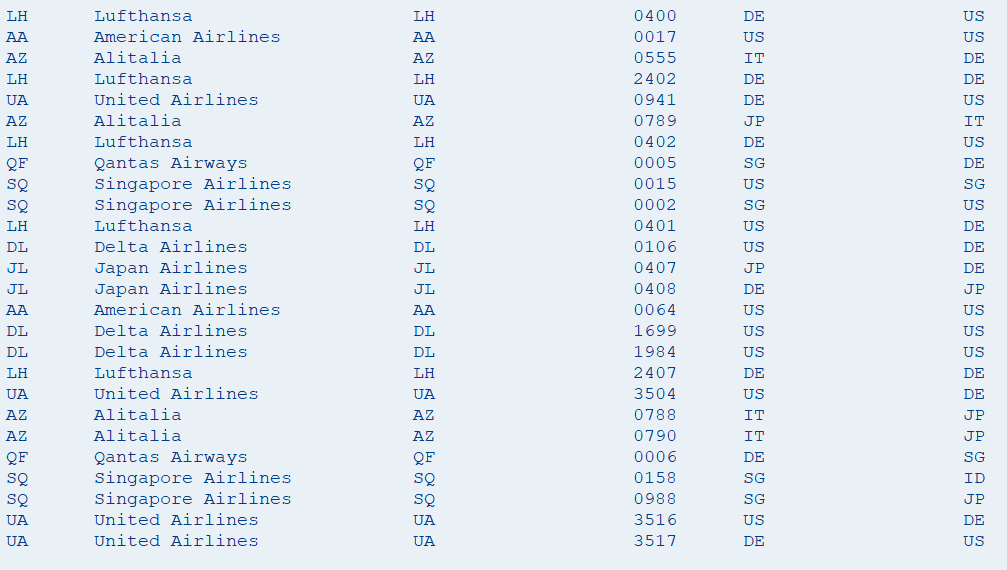 LH Lufthansa LH 0400 DE US
AA American Airlines AA 0017 US US
AZ Alitalia AZ 0555 IT DE
LH Lufthansa LH 2402 DE DE
UA United Airlines UA 0941 DE US
AZ Alitalia AZ 0789 JP IT
LH Lufthansa LH 0402 DE US
QF Qantas Airways QF 0005 SG DE
SQ Singapore Airlines SQ 0015 US SG
SQ Singapore Airlines SQ 0002 SG US
LH Lufthansa LH 0401 US DE
DL Delta Airlines DL 0106 US DE
JL Japan Airlines JL 0407 JP DE
JL Japan Airlines JL 0408 DE JP
AA American Airlines AA 0064 US US
DL Delta Airlines DL 1699 US US
DL Delta Airlines DL 1984 US US
LH Lufthansa LH 2407 DE DE
UA United Airlines UA 3504 US DE
AZ Alitalia AZ 0788 IT JP
AZ Alitalia AZ 0790 IT JP
QF Qantas Airways QF 0006 DE SG
SQ Singapore Airlines SQ 0158 SG ID
SQ Singapore Airlines SQ 0988 SG JP
UA United Airlines UA 3516 US DE
UA United Airlines UA 3517 DE US